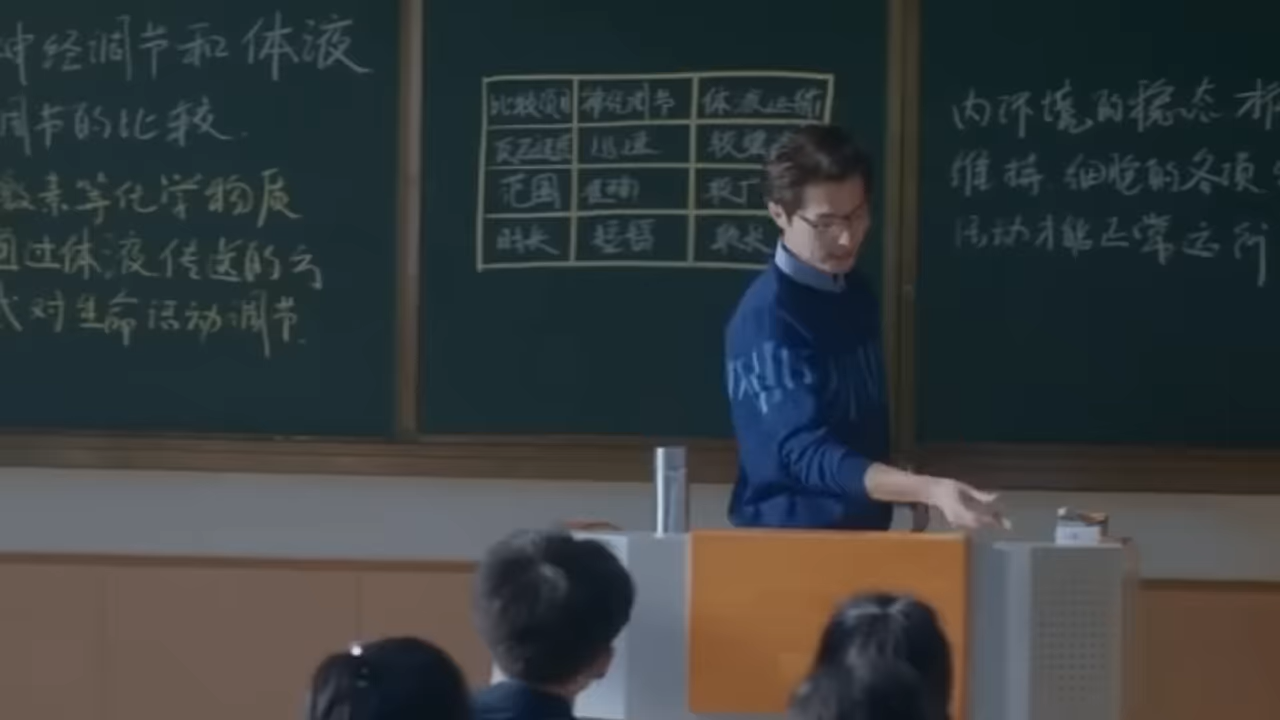 神经调节和体液
调节的比较.
激素等化学物质
通过体液传送的方
式对生命活动调节.
比较项目 神经调节 体液运输
反应速度 迅速 较缓
范围 准确 较广
时长 短暂 较长
内环境的稳态
维持 细胞的各项
活动才能正常运行